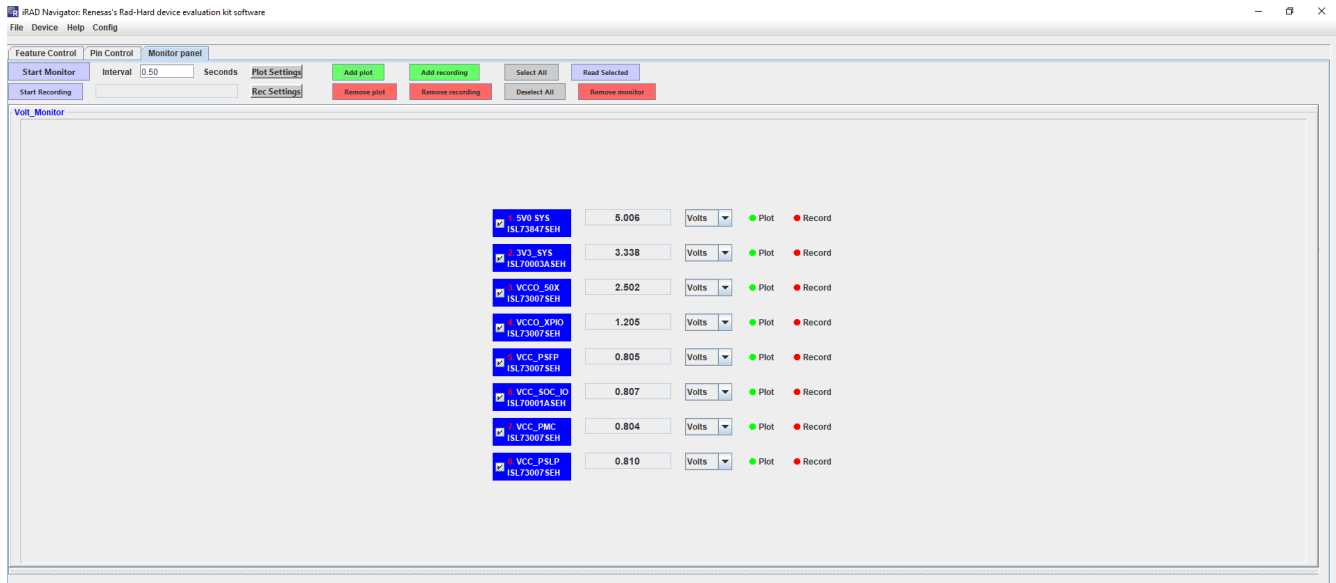 iRAD Navigator: Renesas's Rad-Hard device evaluation kit software
File Device Help Config
Feature Control Pin Control Monitor panel
Start Monitor Interval 0.50 Seconds Plot Settings Add plot Add recording Select All Read Selected
Start Recording Rec Settings Remove plot Remove recording Deselect All Remove monitor
Volt_Monitor
1. 5V0 SYS 5.006 Volts Plot Record
ISL73847SEH
2. 3V3_SYS 3.338 Volts Plot Record
ISL70003ASEH
3. VCCO_50X 2.502 Volts Plot Record
ISL73007SEH
4. VCCO_XPIO 1.205 Volts Plot Record
ISL73007SEH
5. VCC_PSFP 0.805 Volts Plot Record
ISL73007SEH
6. VCC_SOC_IO 0.807 Volts Plot Record
ISL70001ASEH
7. VCC_PMC 0.804 Volts Plot Record
ISL73007SEH
8. VCC_PSLP 0.810 Volts Plot Record
ISL73007SEH